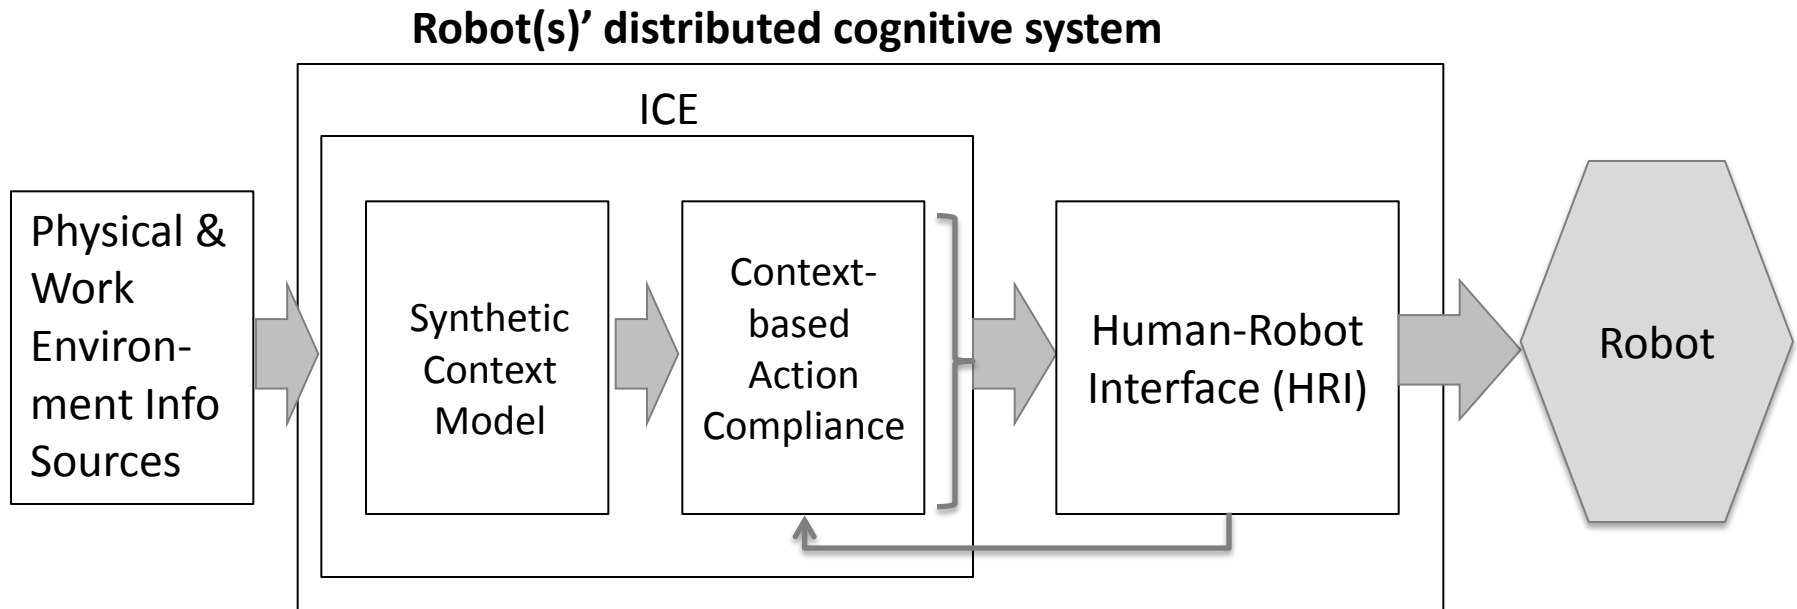 Robot(s)’ distributed cognitive system
ICE
Physical &
Work
Environ-
ment Info
Sources
Synthetic
Context
Model
Context-
based
Action
Compliance
Human-Robot
Interface (HRI)
Robot